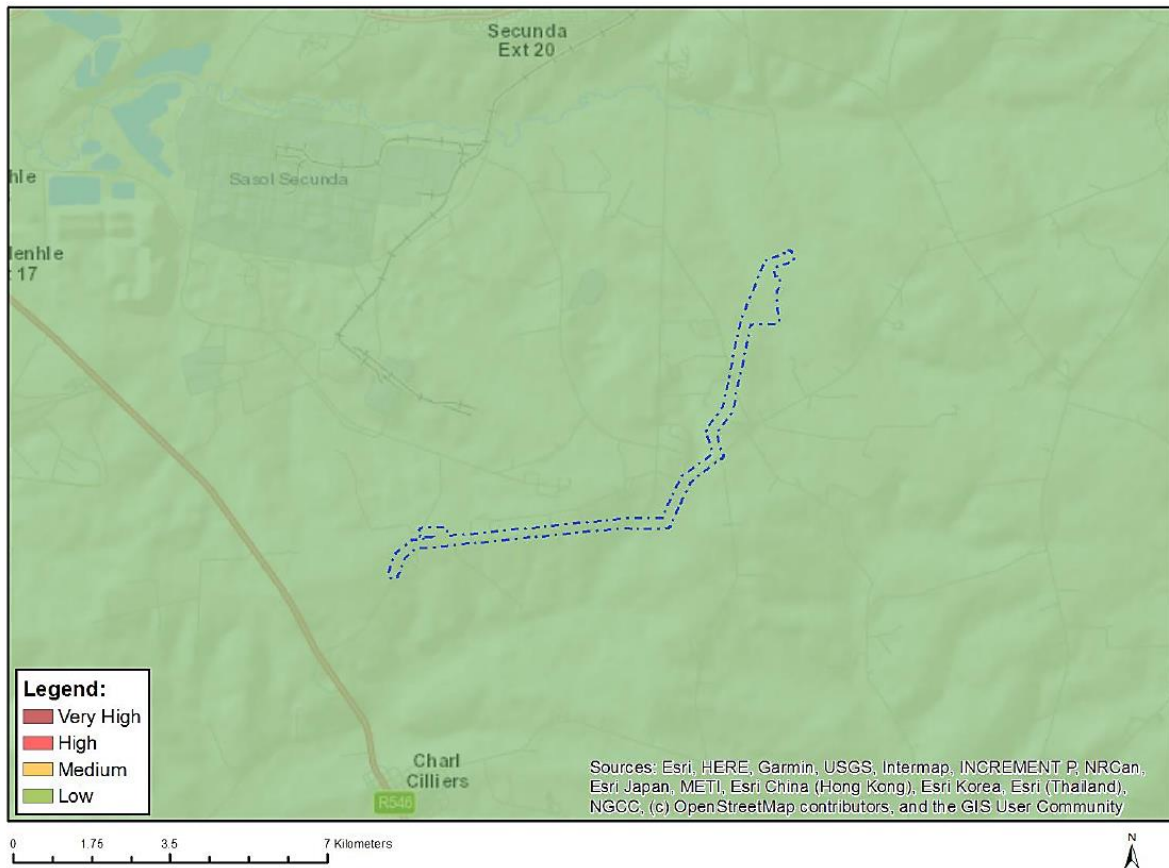 Secunda
Ext 20
hle
Sasol Secunda
lenhle
: 17
Legend:
Very High
High
Medium
Low
Charl
Cilliers
R546
Sources: Esri, HERE, Garmin, USGS, Intermap, INCREMENT P, NRCan,
Esri Japan, METI, Esri China (Hong Kong), Esri Korea, Esri (Thailand),
NGCC, (c) OpenStreetMap contributors, and the GIS User Community
0 1.75 3.5 7 Kilometers
N